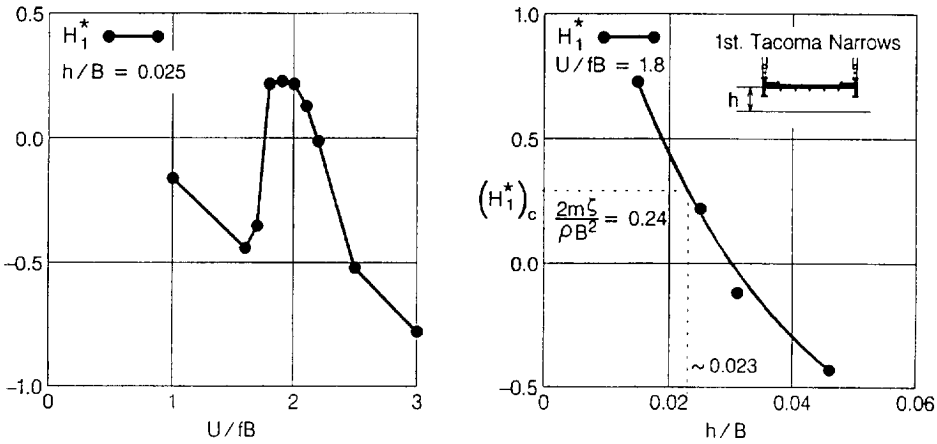 0.5
0.0
−0.5
−1.0
H₁*
h/B = 0.025
0
1
2
3
U/fB
1.0
0.5
0.0
−0.5
(H₁*)c
H₁*
U/fB = 1.8
1st. Tacoma Narrows
h
2mζ/ρB² = 0.24
~0.023
0
0.02
0.04
0.06
h/B